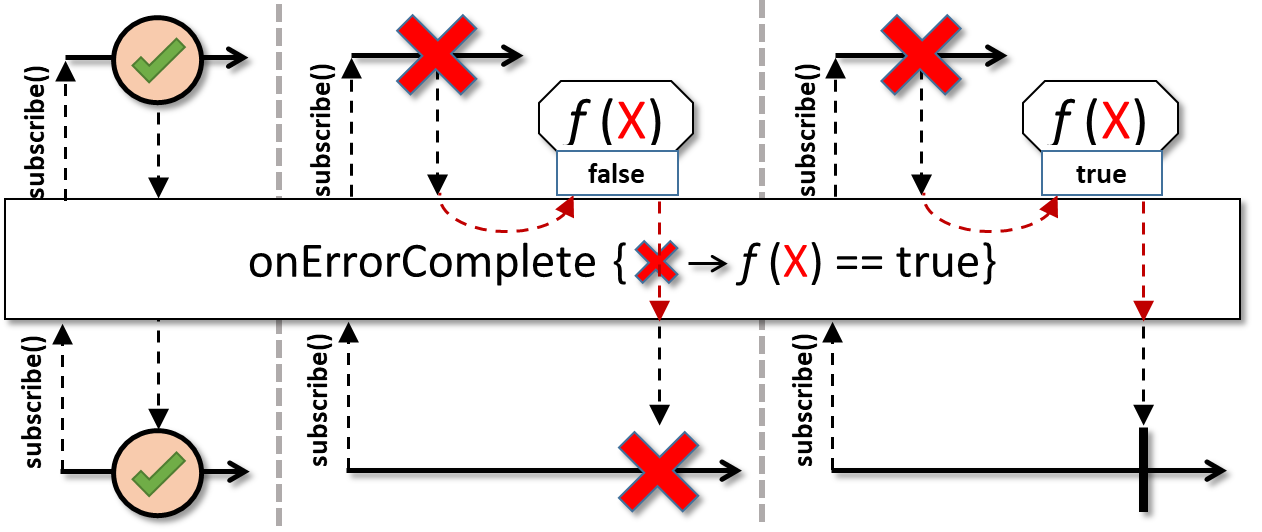 subscribe()
subscribe()
f (X)
false
subscribe()
f (X)
true
onErrorComplete { → f (X) == true}
subscribe()
subscribe()
subscribe()